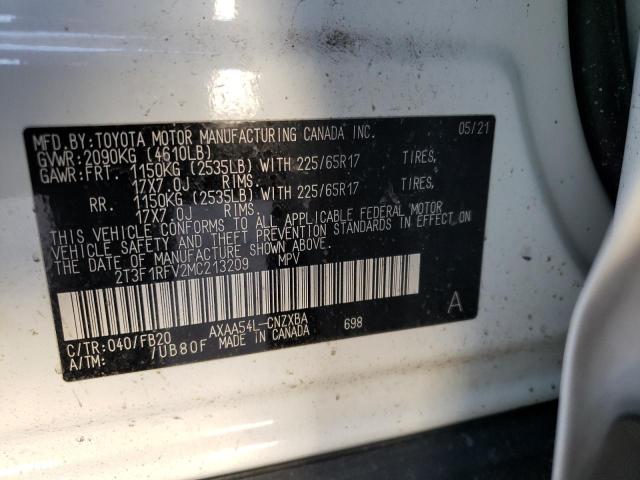 MFD. BY: TOYOTA MOTOR MANUFACTURING CANADA INC. 05/21
GVWR: 2090KG (4610LB)
GAWR: FRT. 1150KG (2535LB) WITH 225/65R17 TIRES,
17X7.0J RIMS,
RR. 1150KG (2535LB) WITH 225/65R17 TIRES,
17X7.0J RIMS,
THIS VEHICLE CONFORMS TO ALL APPLICABLE FEDERAL MOTOR
VEHICLE SAFETY AND THEFT PREVENTION STANDARDS IN EFFECT ON
THE DATE OF MANUFACTURE SHOWN ABOVE.
2T3F1RFV2MC213209 MPV
A
C/TR: 040/FB20 AXAA54L-CNZXBA 698
A/TM: /UB80F MADE IN CANADA